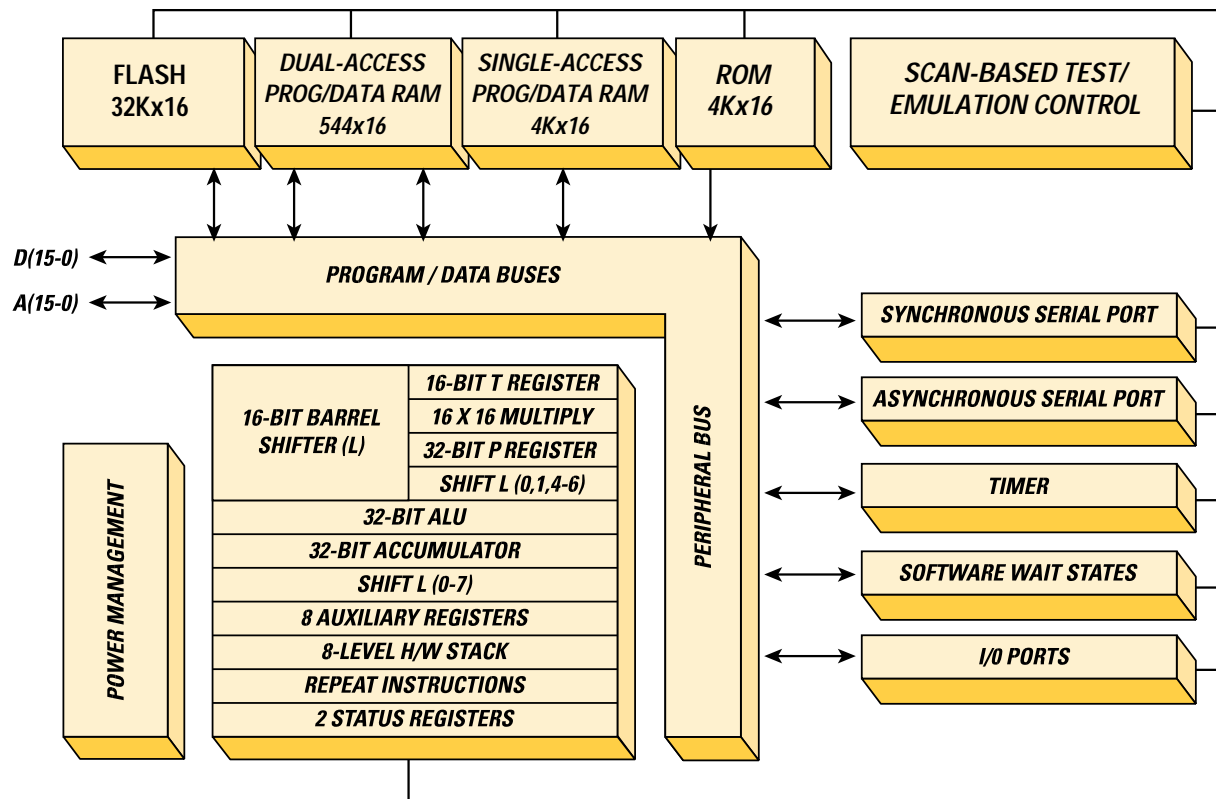 FLASH
32Kx16
DUAL-ACCESS
PROG/DATA RAM
544x16
SINGLE-ACCESS
PROG/DATA RAM
4Kx16
ROM
4Kx16
SCAN-BASED TEST/
EMULATION CONTROL
D(15-0)
A(15-0)
PROGRAM / DATA BUSES
PERIPHERAL BUS
SYNCHRONOUS SERIAL PORT
ASYNCHRONOUS SERIAL PORT
TIMER
SOFTWARE WAIT STATES
I/0 PORTS
POWER MANAGEMENT
16-BIT BARREL
SHIFTER (L)
16-BIT T REGISTER
16 X 16 MULTIPLY
32-BIT P REGISTER
SHIFT L (0,1,4-6)
32-BIT ALU
32-BIT ACCUMULATOR
SHIFT L (0-7)
8 AUXILIARY REGISTERS
8-LEVEL H/W STACK
REPEAT INSTRUCTIONS
2 STATUS REGISTERS